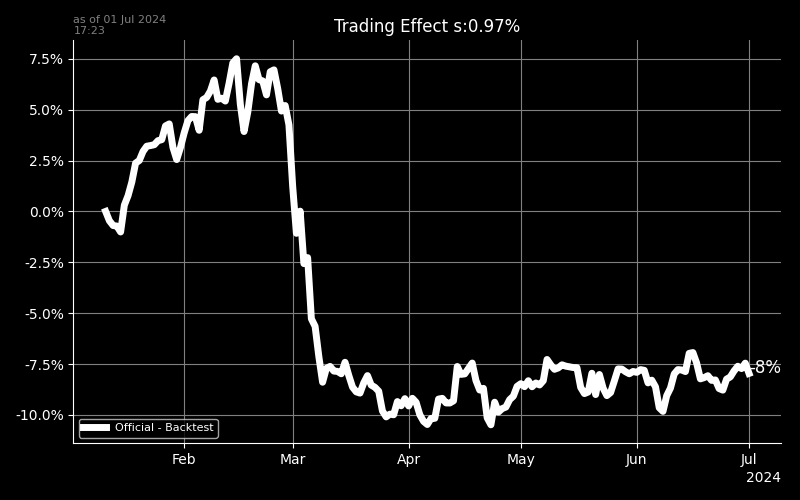 as of 01 Jul 2024
17:23
Trading Effect s:0.97%
7.5%
5.0%
2.5%
0.0%
-2.5%
-5.0%
-7.5%
-10.0%
-8%
Official - Backtest
Feb
Mar
Apr
May
Jun
Jul
2024